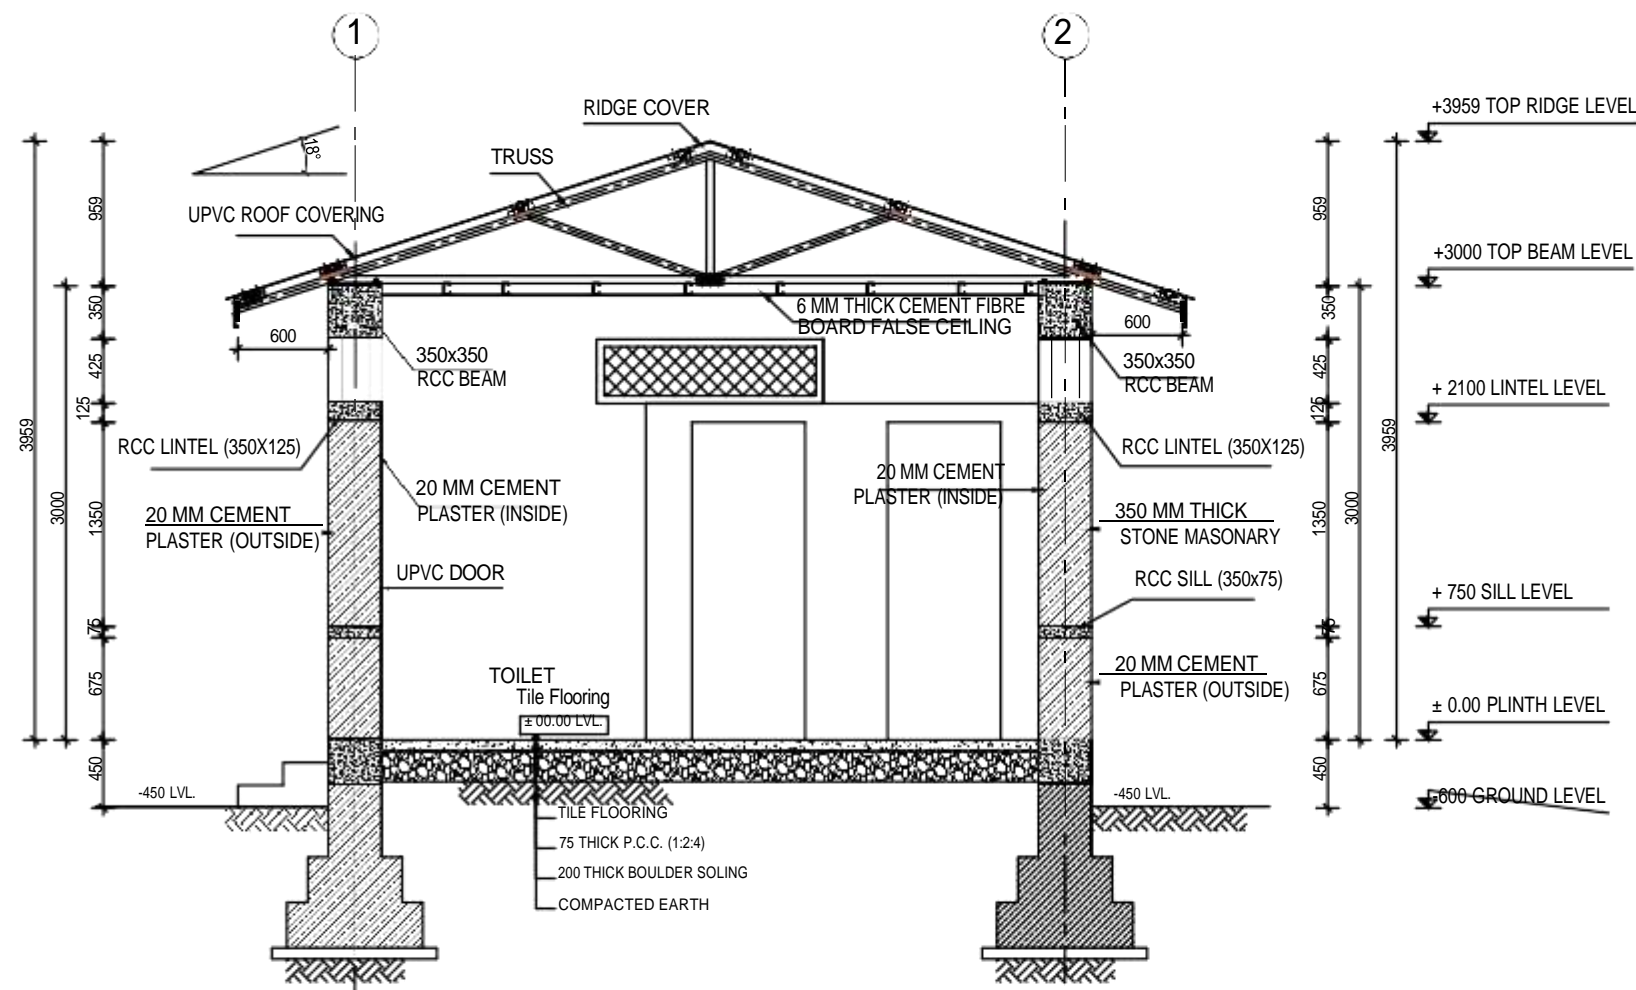 1
2
RIDGE COVER
+3959 TOP RIDGE LEVEL
18°
TRUSS
959
959
UPVC ROOF COVERING
+3000 TOP BEAM LEVEL
350
350
6 MM THICK CEMENT FIBRE
BOARD FALSE CEILING
600
600
350x350
RCC BEAM
350x350
RCC BEAM
425
425
+ 2100 LINTEL LEVEL
125
125
3959
3959
RCC LINTEL (350X125)
RCC LINTEL (350X125)
20 MM CEMENT
PLASTER (INSIDE)
20 MM CEMENT
PLASTER (INSIDE)
3000
1350
1350
3000
20 MM CEMENT
PLASTER (OUTSIDE)
350 MM THICK
STONE MASONARY
UPVC DOOR
RCC SILL (350x75)
+ 750 SILL LEVEL
75
75
TOILET
Tile Flooring
± 00.00 LVL.
675
675
20 MM CEMENT
PLASTER (OUTSIDE)
± 0.00 PLINTH LEVEL
450
450
-450 LVL.
-450 LVL.
-600 GROUND LEVEL
TILE FLOORING
75 THICK P.C.C. (1:2:4)
200 THICK BOULDER SOLING
COMPACTED EARTH